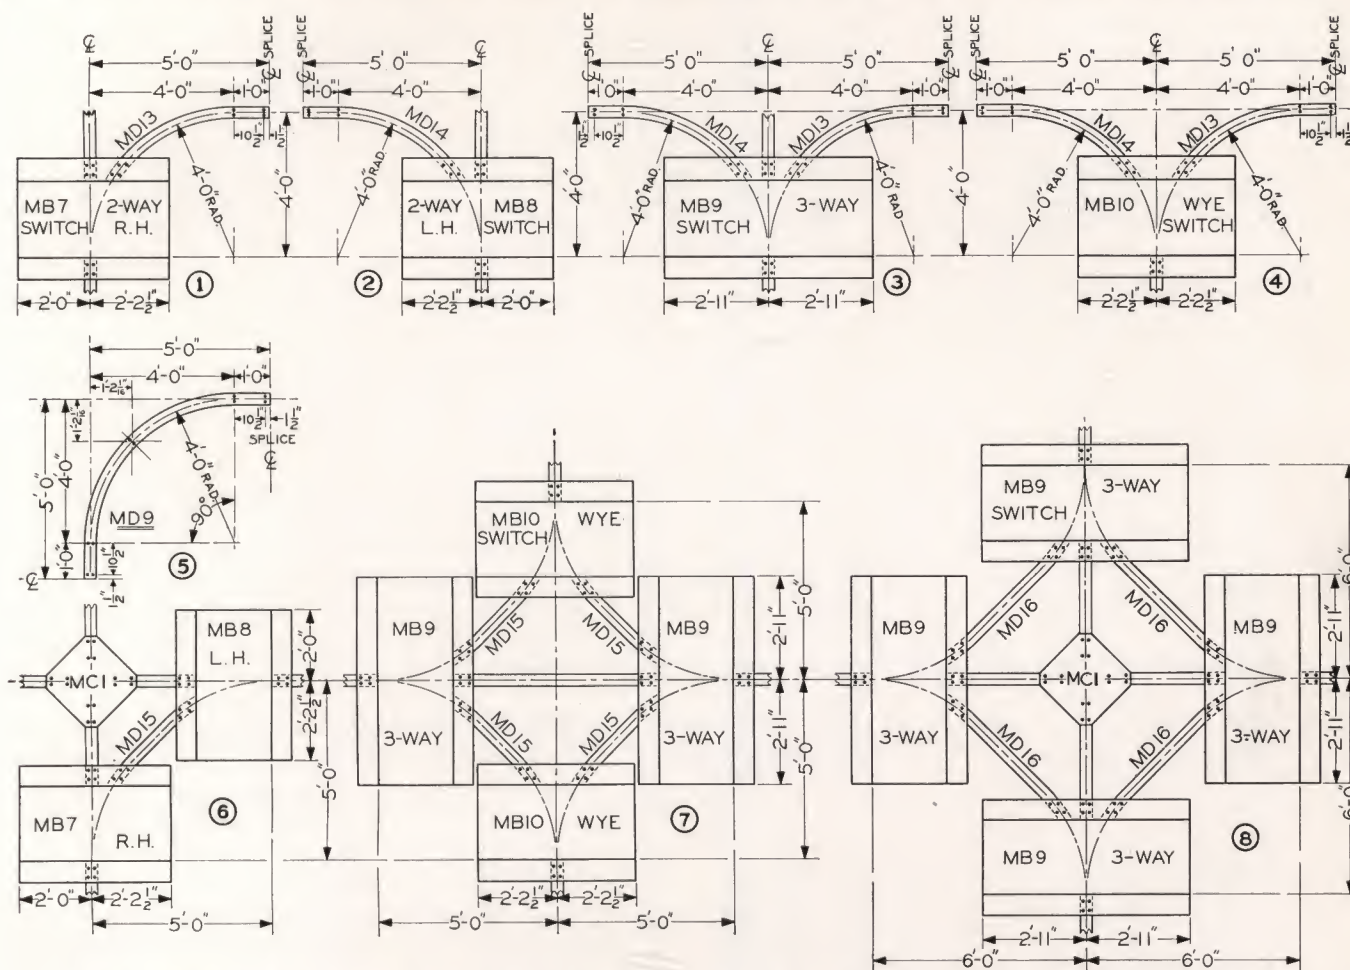 ℄
5'-0"
4'-0"
1'-0"
℄ SPLICE
MD13
10½"
1½"
4'-0" RAD.
4'-0"
MB7 SWITCH
2-WAY R.H.
2'-0"
2'-2½"
1
℄ SPLICE
5'-0"
℄
1'-0"
4'-0"
MD14
4'-0" RAD.
2-WAY L.H.
MB8 SWITCH
2'-2½"
2'-0"
2
℄ SPLICE
5'-0"
℄
5'-0"
℄ SPLICE
1'-0"
4'-0"
4'-0"
1'-0"
1½"
10½"
MD14
MD13
4'-0"
4'-0" RAD.
4'-0" RAD.
MB9 SWITCH
3-WAY
2'-11"
2'-11"
3
℄ SPLICE
5'-0"
℄
5'-0"
℄ SPLICE
1'-0"
4'-0"
4'-0"
1'-0"
MD14
MD13
10½"
1½"
4'-0"
4'-0" RAD.
4'-0" RAD.
MB10
WYE SWITCH
2'-2½"
2'-2½"
4
5'-0"
4'-0"
1'-0"
1'-2 1/16"
1'-2 1/16"
10½"
1½"
SPLICE
℄
4'-0" RAD.
5'-0"
4'-0"
MD9
90°
1'-0"
10½"
1½"
℄
5
MC1
MB8
L.H.
2'-0"
2'-2½"
MD15
MB7
R.H.
5'-0"
2'-0"
2'-2½"
5'-0"
6
MB10 SWITCH
WYE
5'-0"
MB9
MD15
MD15
MB9
2'-11"
3-WAY
MD15
MD15
3-WAY
2'-11"
5'-0"
MB10
WYE
2'-2½"
2'-2½"
5'-0"
5'-0"
7
MB9 SWITCH
3-WAY
6'-0"
MB9
MD16
MD16
MB9
2'-11"
MC1
3-WAY
MD16
MD16
3-WAY
2'-11"
6'-0"
MB9
3-WAY
2'-11"
2'-11"
6'-0"
6'-0"
8